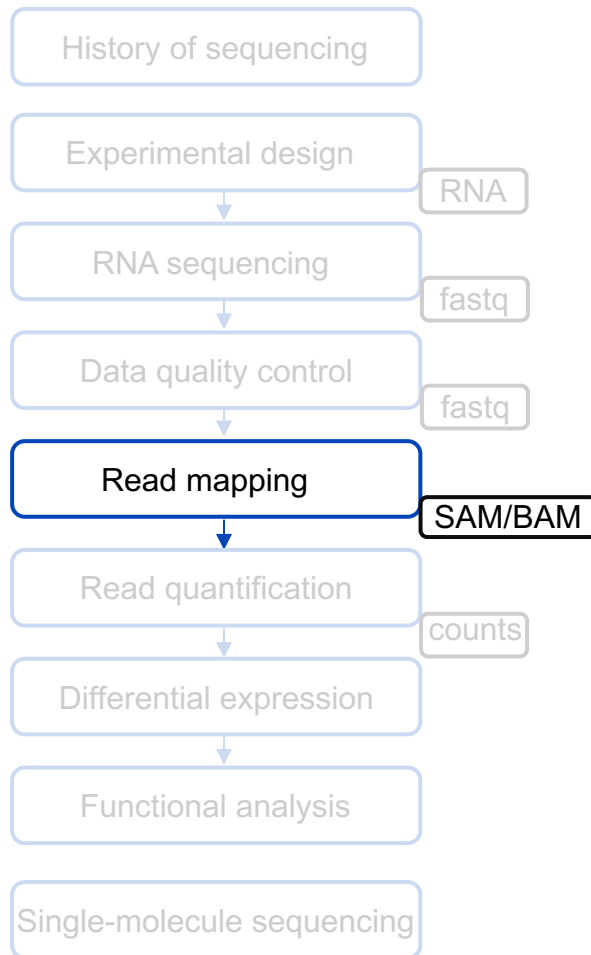 History of sequencing
Experimental design
RNA
RNA sequencing
fastq
Data quality control
fastq
Read mapping
SAM/BAM
Read quantification
counts
Differential expression
Functional analysis
Single-molecule sequencing